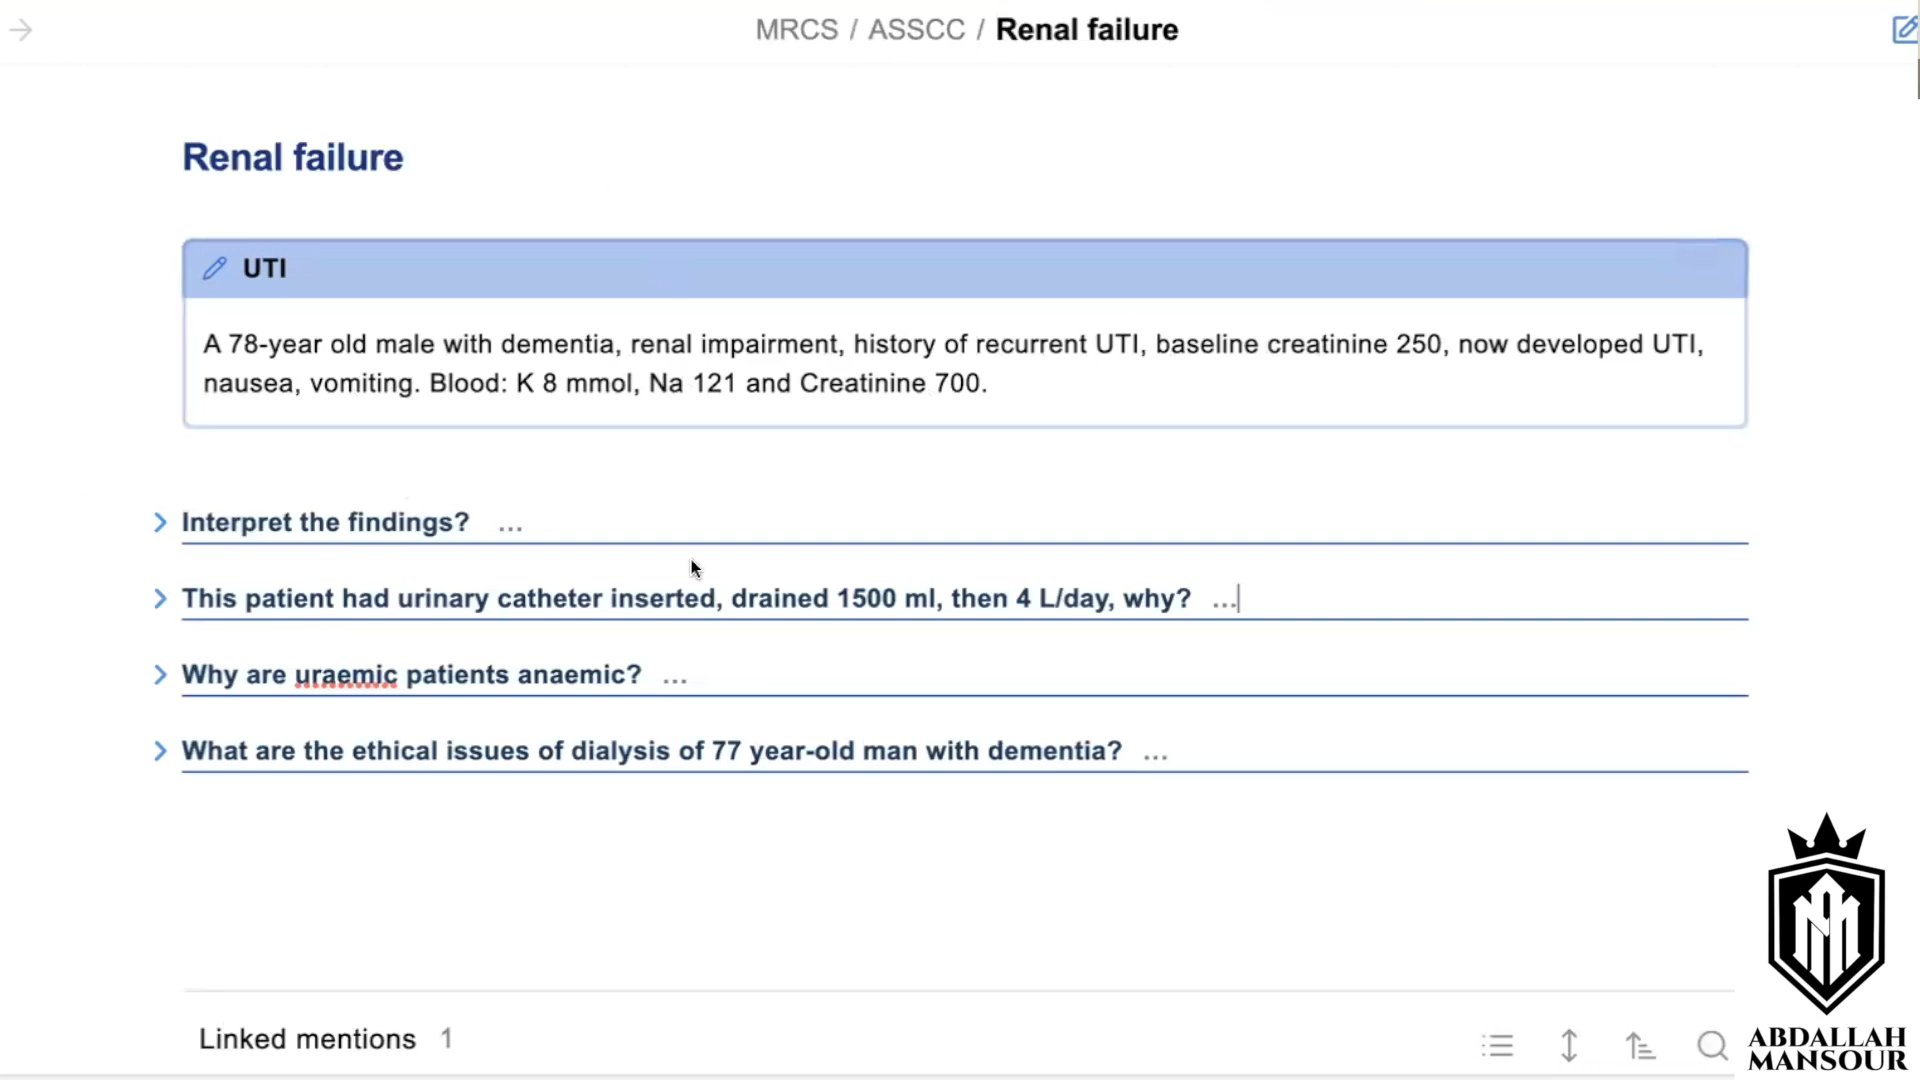 MRCS / ASSCC / Renal failure
Renal failure
UTI
A 78-year old male with dementia, renal impairment, history of recurrent UTI, baseline creatinine 250, now developed UTI,
nausea, vomiting. Blood: K 8 mmol, Na 121 and Creatinine 700.
Interpret the findings? ...
This patient had urinary catheter inserted, drained 1500 ml, then 4 L/day, why? ...
Why are uraemic patients anaemic? ...
What are the ethical issues of dialysis of 77 year-old man with dementia? ...
Linked mentions 1
ABDALLAH
MANSOUR